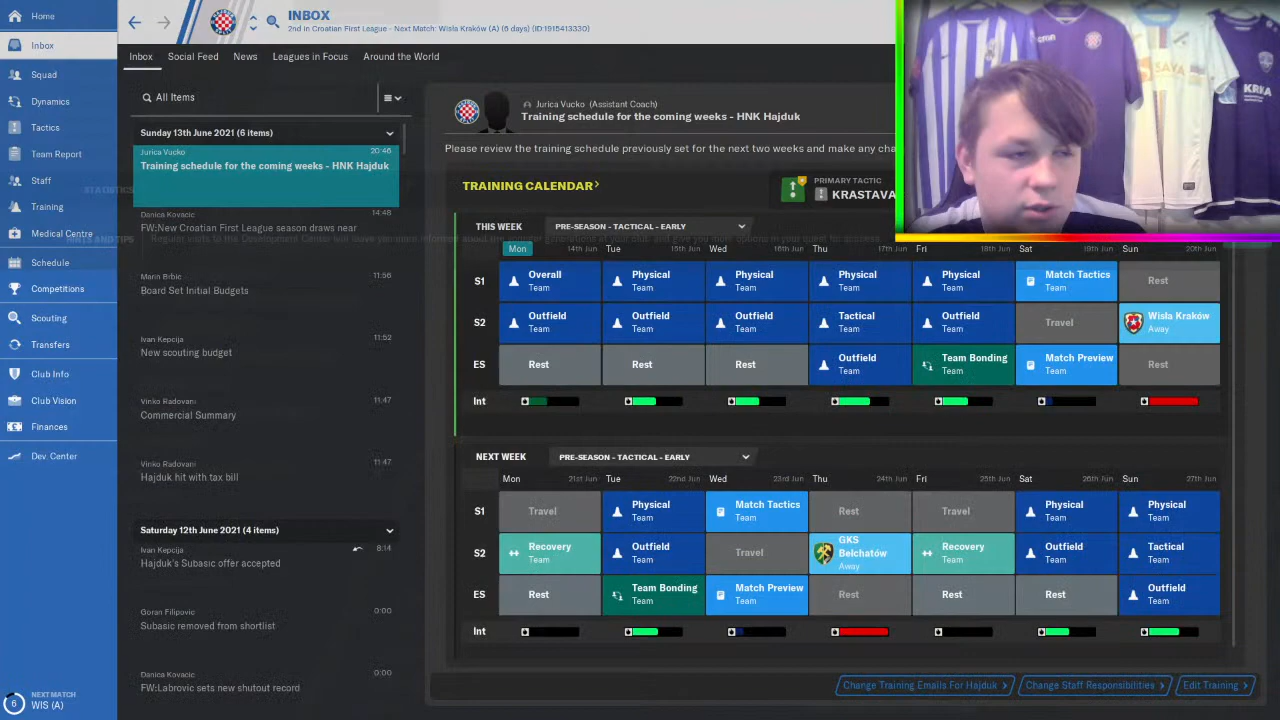 Home
INBOX
2nd in Croatian First League - Next Match: Wisła Kraków (A) (6 days) (ID:1915413330)
Inbox
Squad
Dynamics
Tactics
Team Report
Staff
Training
Medical Centre
Schedule
Competitions
Scouting
Transfers
Club Info
Club Vision
Finances
Dev. Center
NEXT MATCH
6
WIS (A)
Inbox
Social Feed
News
Leagues in Focus
Around the World
All Items
Sunday 13th June 2021 (6 items)
Jurica Vucko
20:46
Training schedule for the coming weeks - HNK Hajduk
Danica Kovacic
14:48
FW:New Croatian First League season draws near
Marin Brbic
11:56
Board Set Initial Budgets
Ivan Kepcija
11:52
New scouting budget
Vinko Radovani
11:47
Commercial Summary
Vinko Radovani
11:47
Hajduk hit with tax bill
Saturday 12th June 2021 (4 items)
Ivan Kepcija
8:14
Hajduk's Subasic offer accepted
Goran Filipovic
0:00
Subasic removed from shortlist
Danica Kovacic
0:00
FW:Labrovic sets new shutout record
STATISTICS
HINTS AND TIPS
Jurica Vucko (Assistant Coach)
Training schedule for the coming weeks - HNK Hajduk
Please review the training schedule previously set for the next two weeks and make any cha
TRAINING CALENDAR
PRIMARY TACTIC
KRASTAVA
THIS WEEK
PRE-SEASON - TACTICAL - EARLY
Mon 14th Jun Tue 15th Jun Wed 16th Jun Thu 17th Jun Fri 18th Jun Sat 19th Jun Sun 20th Jun
S1 Overall Physical Physical Physical Physical Match Tactics Rest
Team Team Team Team Team Team
S2 Outfield Outfield Outfield Tactical Outfield Travel Wisła Kraków
Team Team Team Team Team Away
ES Rest Rest Rest Outfield Team Bonding Match Preview Rest
Team Team Team
Int
NEXT WEEK
PRE-SEASON - TACTICAL - EARLY
Mon 21st Jun Tue 22nd Jun Wed 23rd Jun Thu 24th Jun Fri 25th Jun Sat 26th Jun Sun 27th Jun
S1 Travel Physical Match Tactics Rest Travel Physical Physical
Team Team Team Team
S2 Recovery Outfield Travel GKS Bełchatów Recovery Outfield Tactical
Team Team Away Team Team Team
ES Rest Team Bonding Match Preview Rest Rest Rest Outfield
Team Team Team
Int
Change Training Emails For Hajduk
Change Staff Responsibilities
Edit Training